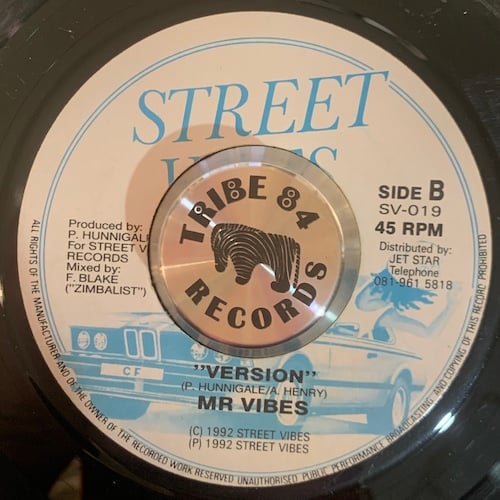 STREET
TRIBE 84
RECORDS
SIDE B
SV-019
45 RPM
Distributed by:
JET STAR
Telephone
081-961 5818
Produced by:
P. HUNNIGAL
For STREET V
RECORDS
Mixed by:
F. BLAKE
("ZIMBALIST")
CF
"VERSION"
(P. HUNNIGALE/A. HENRY)
MR VIBES
(C) 1992 STREET VIBES
(P) 1992 STREET VIBES
ALL RIGHTS OF THE MANUFACTURER AND OF THE OWNER OF THE RECORDED WORK RESERVED UNAUTHORISED PUBLIC PERFORMANCE, BROADCASTING, AND COPYING OF THIS RECORD PROHIBITED